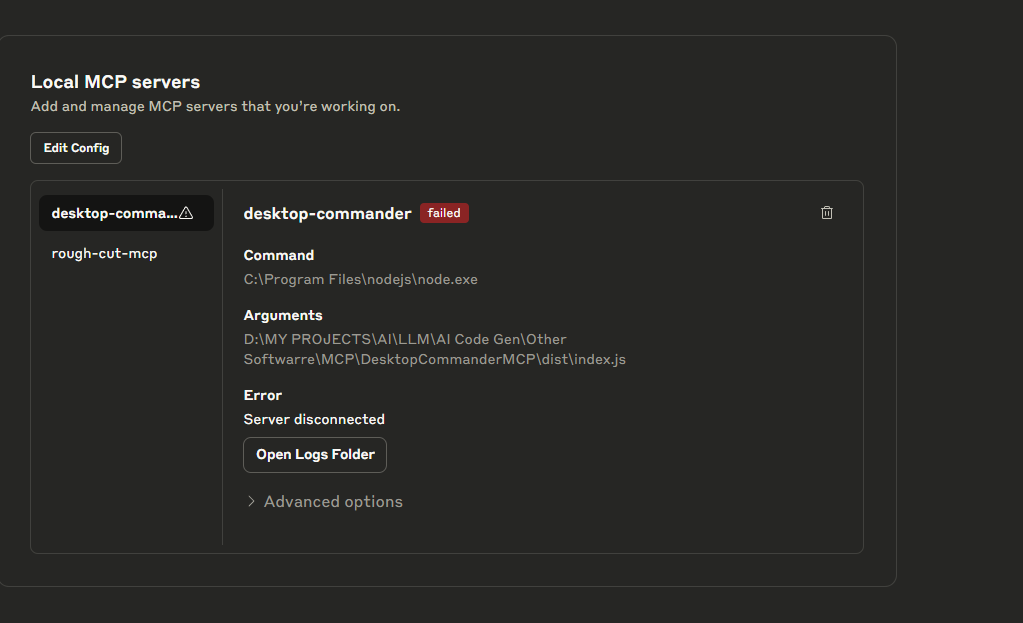 Local MCP servers
Add and manage MCP servers that you're working on.
Edit Config
desktop-comma...
rough-cut-mcp
desktop-commander
failed
Command
C:\Program Files\nodejs\node.exe
Arguments
D:\MY PROJECTS\AI\LLM\AI Code Gen\Other
Softwarre\MCP\DesktopCommanderMCP\dist\index.js
Error
Server disconnected
Open Logs Folder
Advanced options